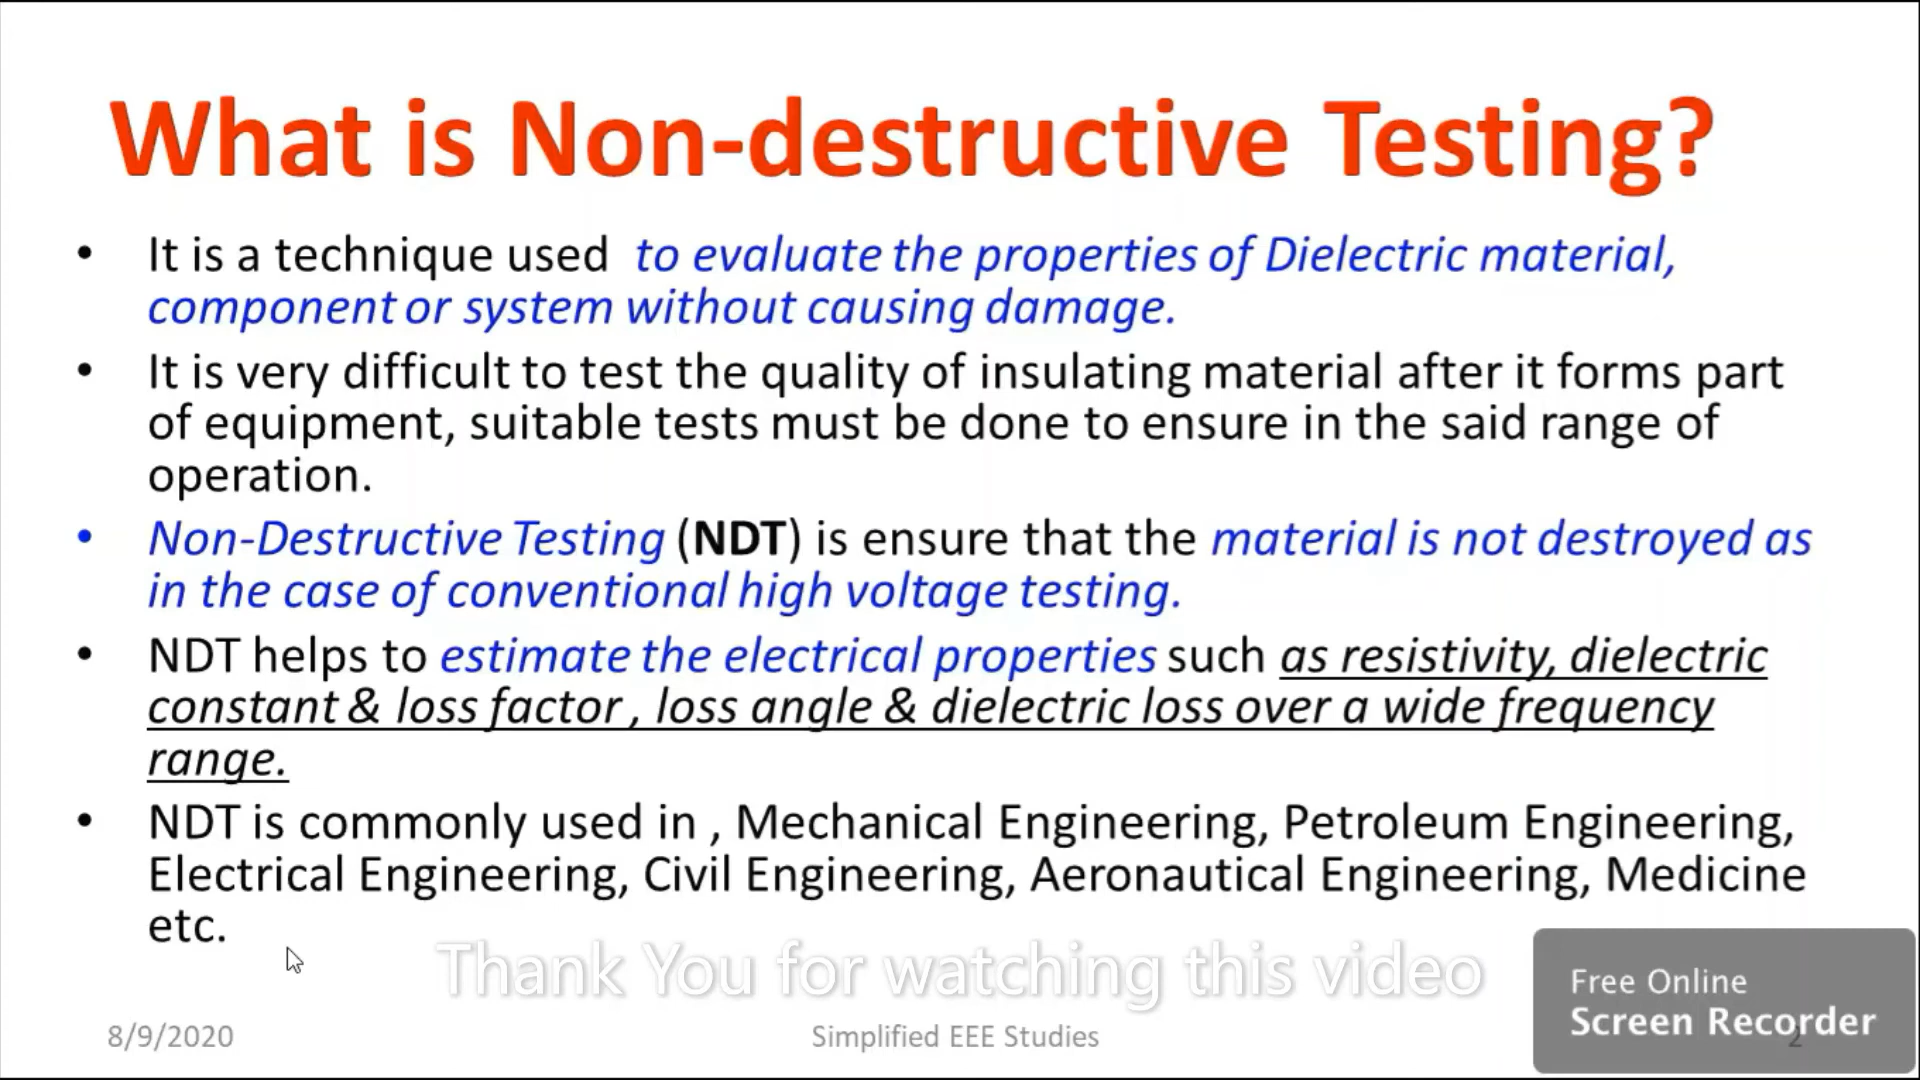 What is Non-destructive Testing?
• It is a technique used to evaluate the properties of Dielectric material,
component or system without causing damage.
• It is very difficult to test the quality of insulating material after it forms part
of equipment, suitable tests must be done to ensure in the said range of
operation.
• Non-Destructive Testing (NDT) is ensure that the material is not destroyed as
in the case of conventional high voltage testing.
• NDT helps to estimate the electrical properties such as resistivity, dielectric
constant & loss factor , loss angle & dielectric loss over a wide frequency
range.
• NDT is commonly used in , Mechanical Engineering, Petroleum Engineering,
Electrical Engineering, Civil Engineering, Aeronautical Engineering, Medicine
etc.
Thank You for watching this video
Free Online
Screen Recorder
8/9/2020
Simplified EEE Studies
2